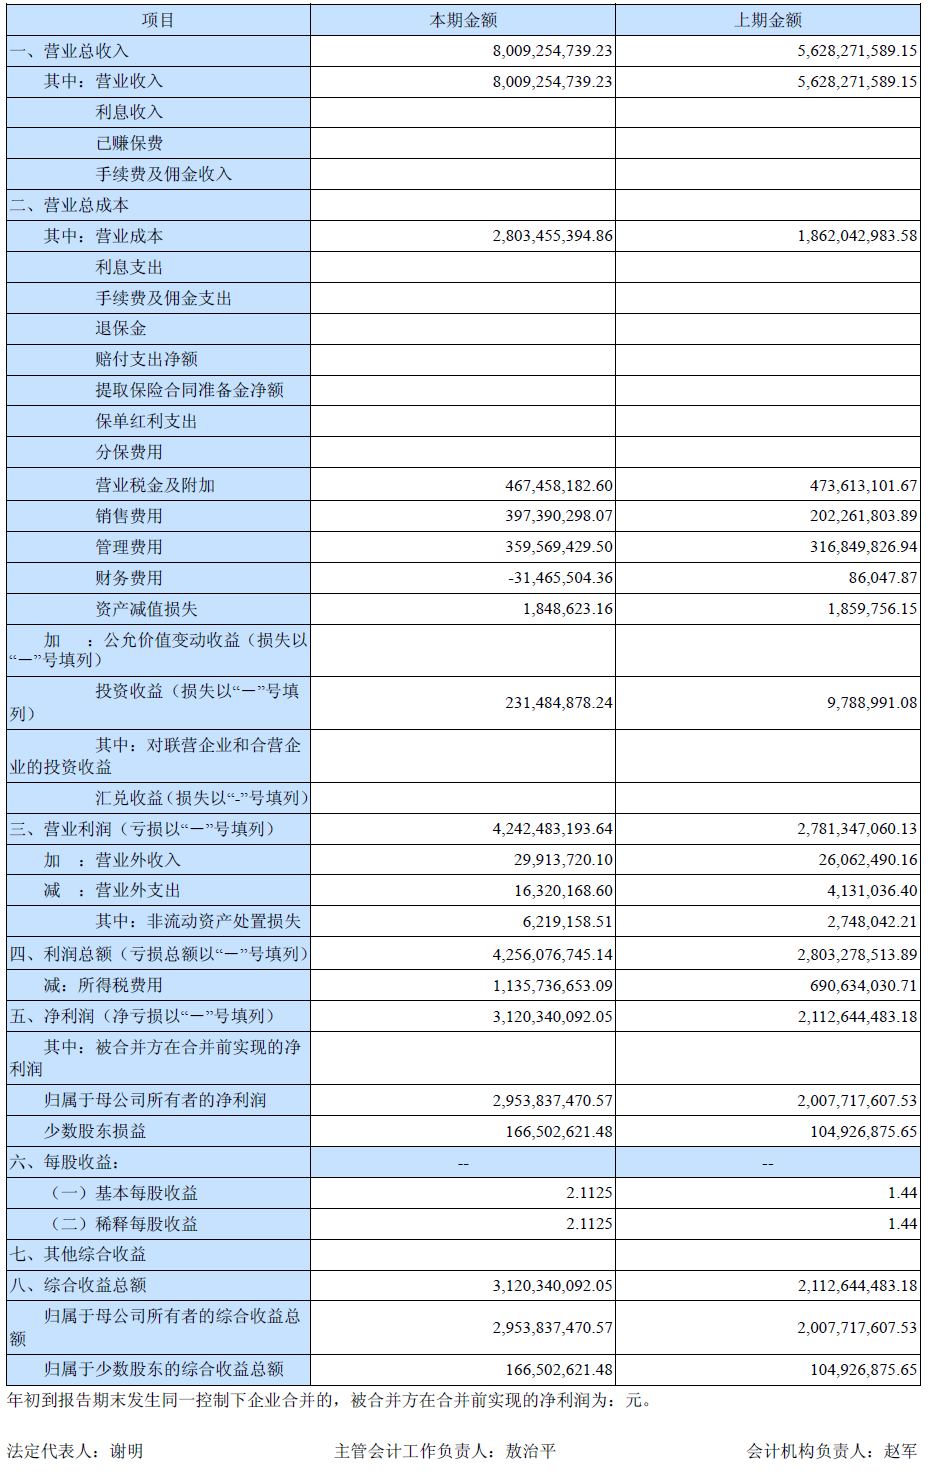 项目 本期金额 上期金额
一、营业总收入 8,009,254,739.23 5,628,271,589.15
其中：营业收入 8,009,254,739.23 5,628,271,589.15
利息收入
已赚保费
手续费及佣金收入
二、营业总成本
其中：营业成本 2,803,455,394.86 1,862,042,983.58
利息支出
手续费及佣金支出
退保金
赔付支出净额
提取保险合同准备金净额
保单红利支出
分保费用
营业税金及附加 467,458,182.60 473,613,101.67
销售费用 397,390,298.07 202,261,803.89
管理费用 359,569,429.50 316,849,826.94
财务费用 -31,465,504.36 86,047.87
资产减值损失 1,848,623.16 1,859,756.15
加 ：公允价值变动收益（损失以
“－”号填列）
投资收益（损失以“－”号填
列） 231,484,878.24 9,788,991.08
其中：对联营企业和合营企
业的投资收益
汇兑收益（损失以“-”号填列）
三、营业利润（亏损以“－”号填列） 4,242,483,193.64 2,781,347,060.13
加 ：营业外收入 29,913,720.10 26,062,490.16
减 ：营业外支出 16,320,168.60 4,131,036.40
其中：非流动资产处置损失 6,219,158.51 2,748,042.21
四、利润总额（亏损总额以“－”号填列） 4,256,076,745.14 2,803,278,513.89
减：所得税费用 1,135,736,653.09 690,634,030.71
五、净利润（净亏损以“－”号填列） 3,120,340,092.05 2,112,644,483.18
其中：被合并方在合并前实现的净
利润
归属于母公司所有者的净利润 2,953,837,470.57 2,007,717,607.53
少数股东损益 166,502,621.48 104,926,875.65
六、每股收益： -- --
（一）基本每股收益 2.1125 1.44
（二）稀释每股收益 2.1125 1.44
七、其他综合收益
八、综合收益总额 3,120,340,092.05 2,112,644,483.18
归属于母公司所有者的综合收益总
额 2,953,837,470.57 2,007,717,607.53
归属于少数股东的综合收益总额 166,502,621.48 104,926,875.65
年初到报告期末发生同一控制下企业合并的，被合并方在合并前实现的净利润为：元。
法定代表人：谢明 主管会计工作负责人：敖治平 会计机构负责人：赵军